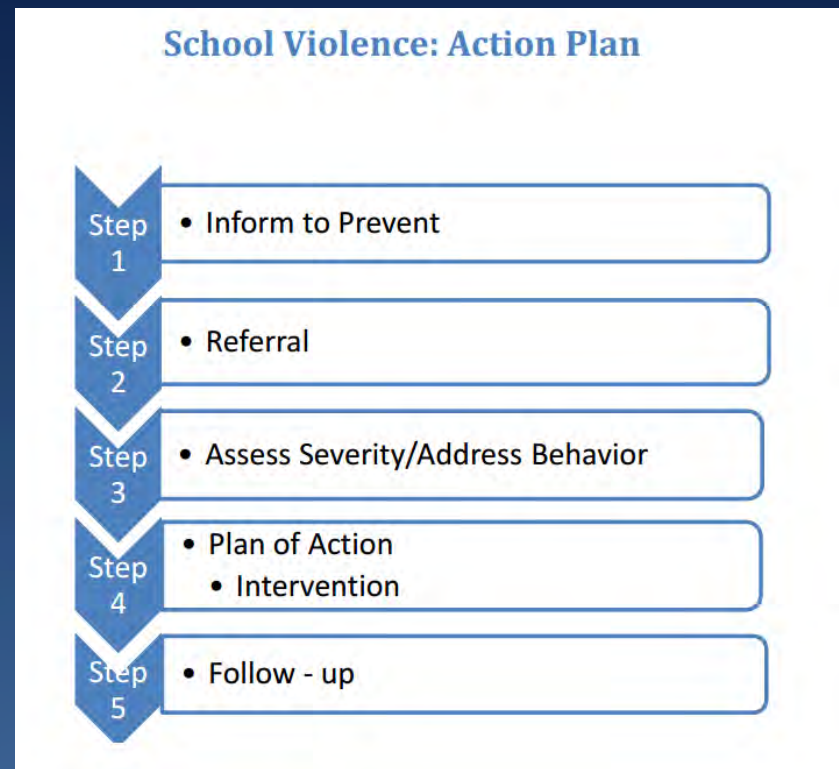 School Violence: Action Plan
Step
1
• Inform to Prevent
Step
2
• Referral
Step
3
• Assess Severity/Address Behavior
Step
4
• Plan of Action
• Intervention
Step
5
• Follow - up